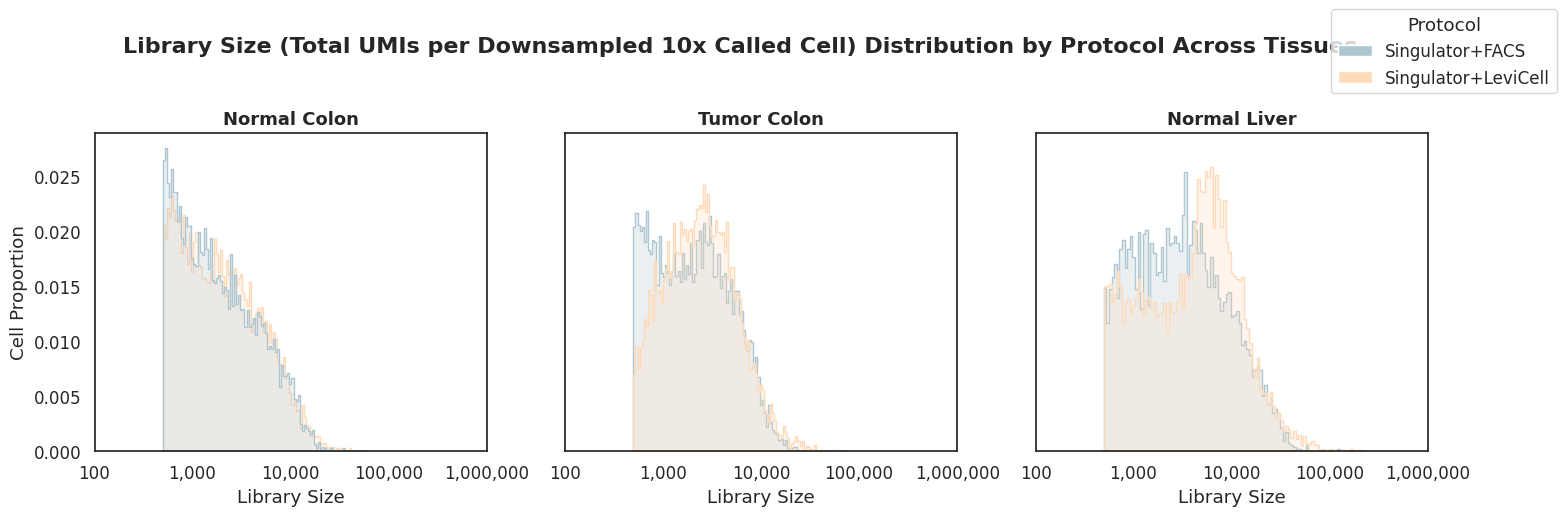 Library Size (Total UMIs per Downsampled 10x Called Cell) Distribution by Protocol Across Tissues
Protocol
Singulator+FACS
Singulator+LeviCell
Normal Colon
Tumor Colon
Normal Liver
Cell Proportion
0.025
0.020
0.015
0.010
0.005
0.000
100 1,000 10,000 100,000 1,000,000
100 1,000 10,000 100,000 1,000,000
100 1,000 10,000 100,000 1,000,000
Library Size
Library Size
Library Size